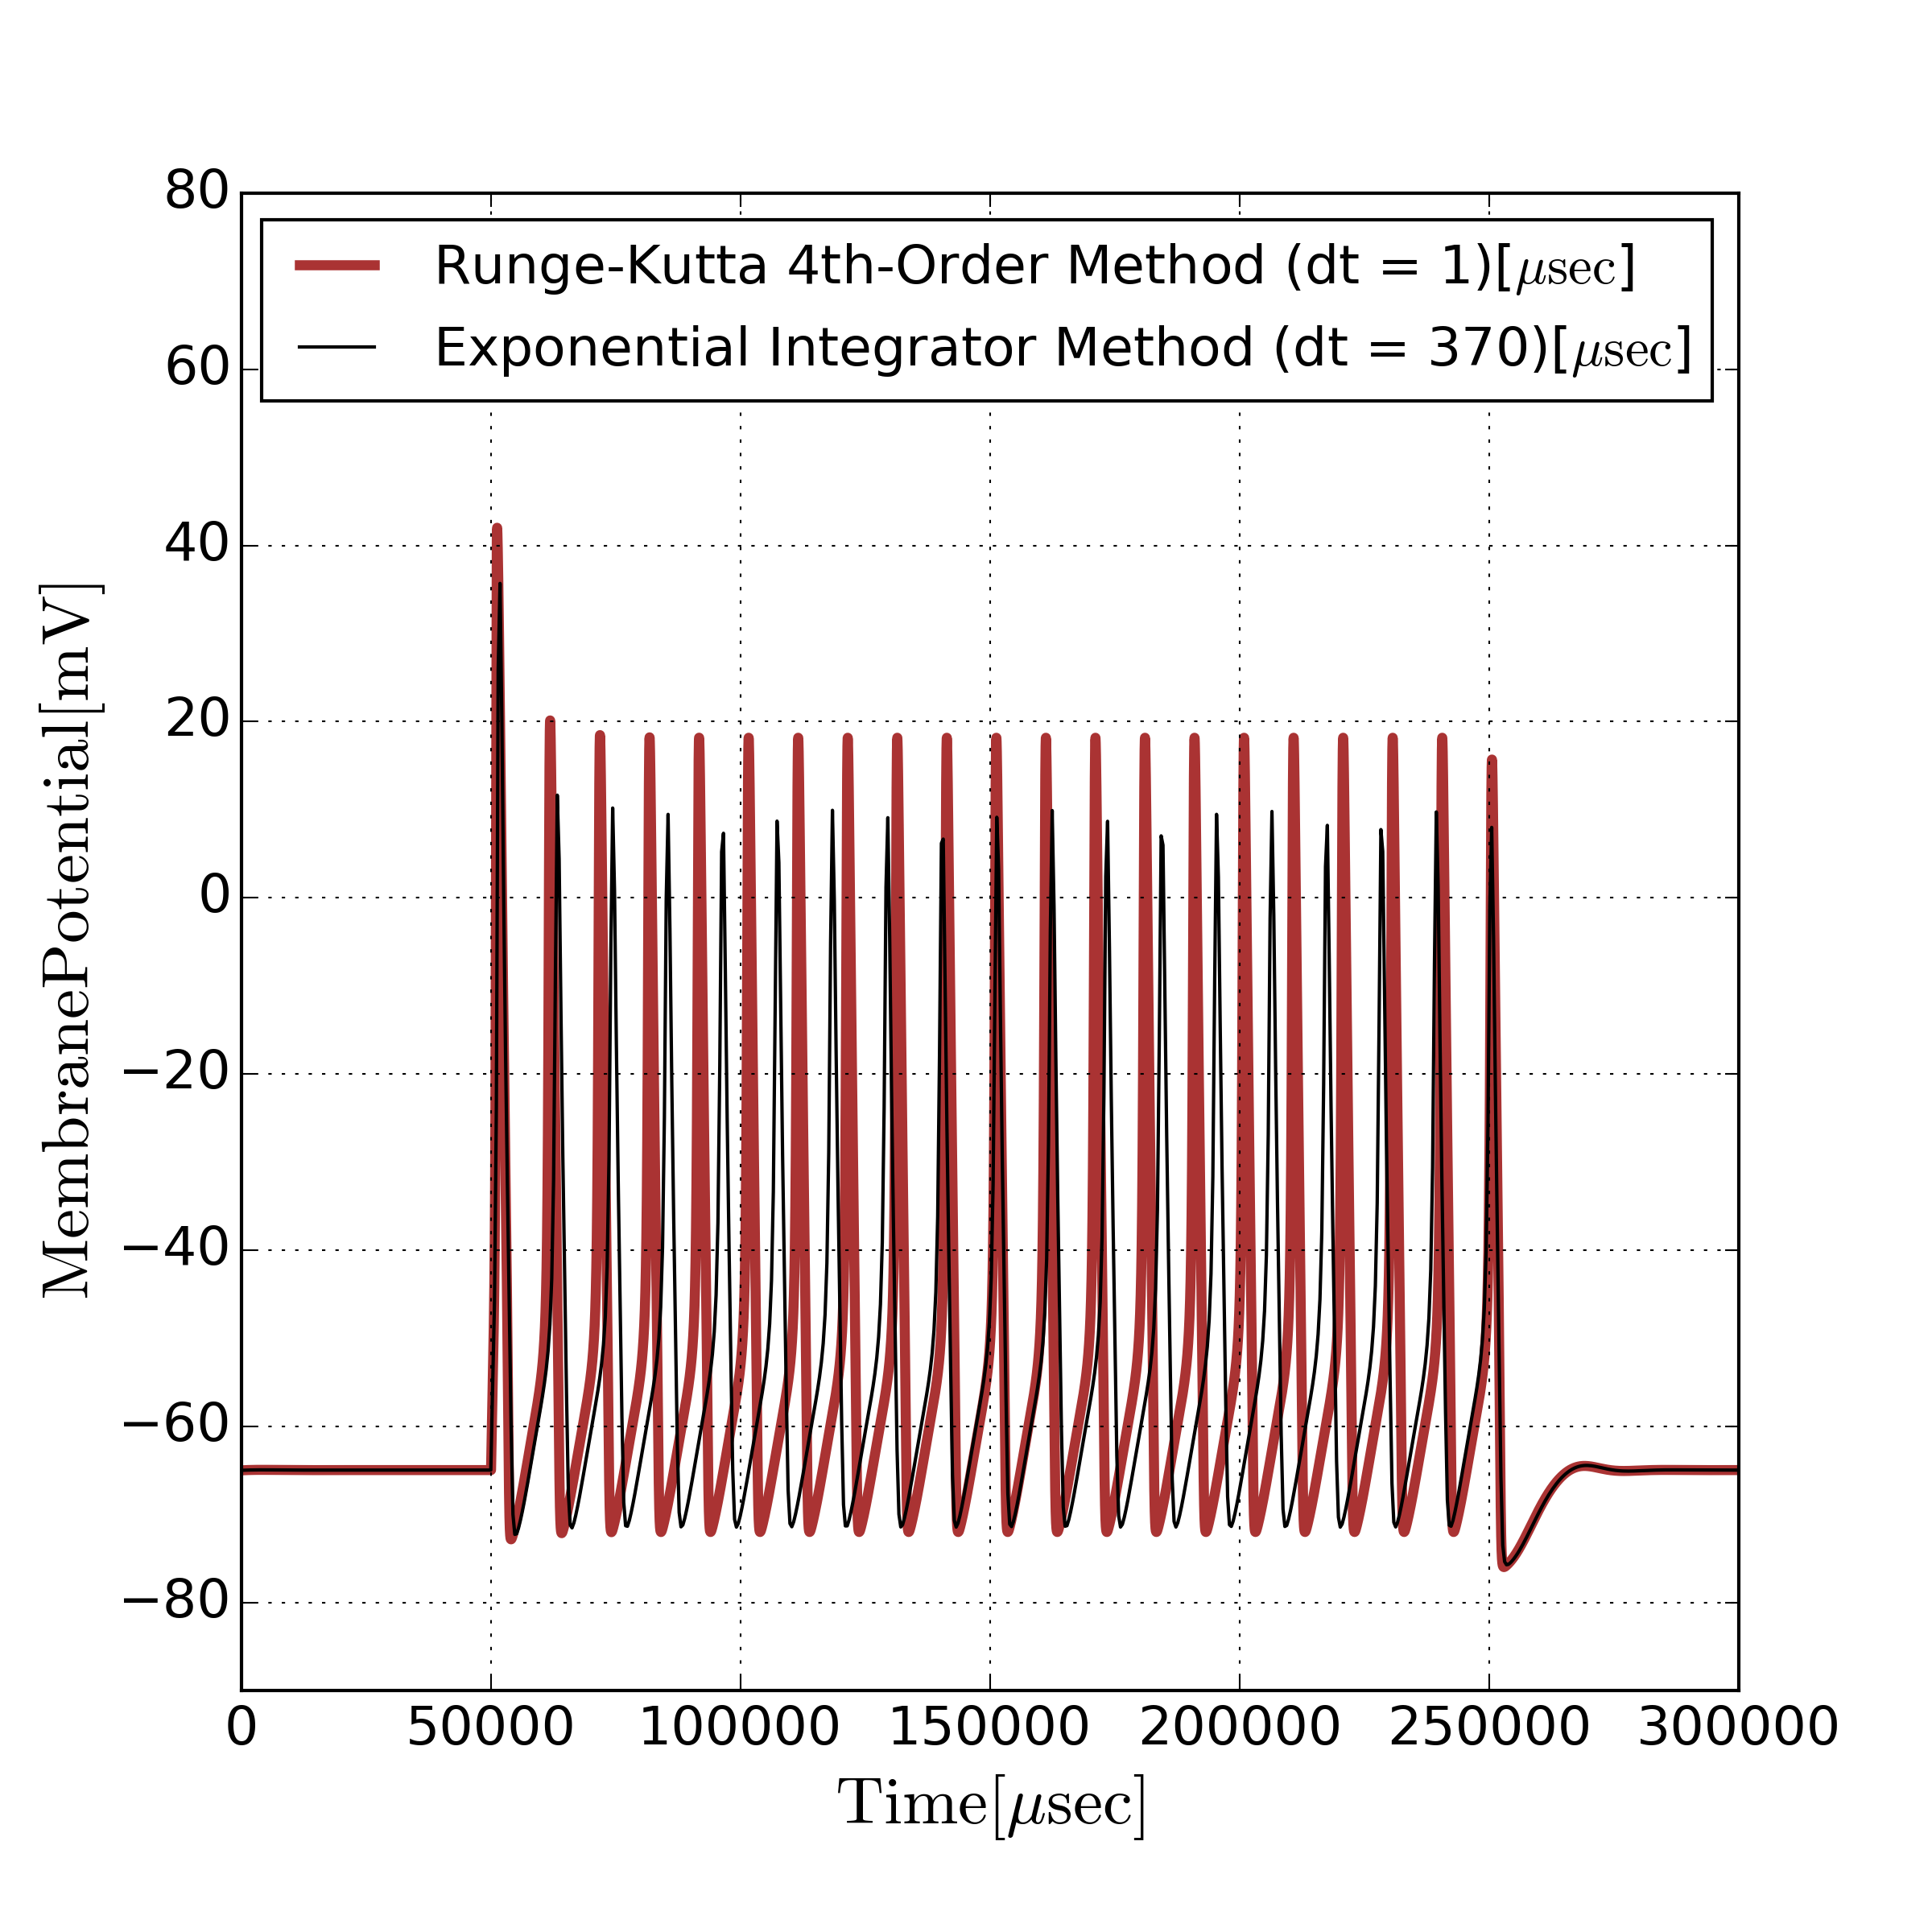 80
Runge-Kutta 4th-Order Method (dt = 1)[μsec]
Exponential Integrator Method (dt = 370)[μsec]
60
40
20
0
−20
−40
−60
−80
MembranePotential[mV]
0 50000 100000 150000 200000 250000 300000
Time[μsec]